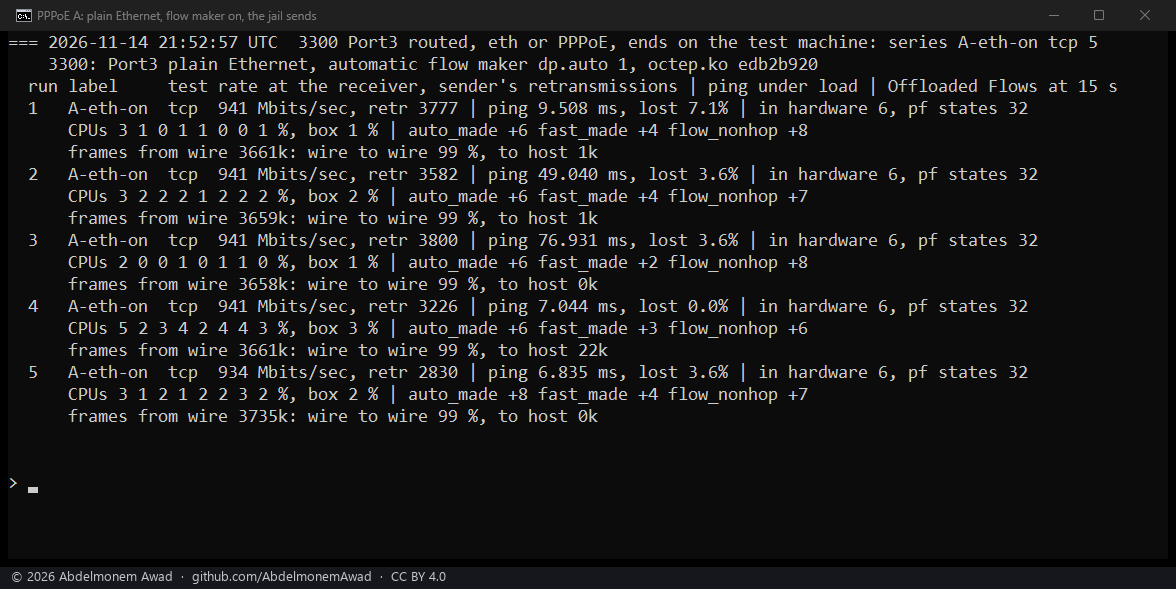 PPPoE A: plain Ethernet, flow maker on, the jail sends
=== 2026-11-14 21:52:57 UTC  3300 Port3 routed, eth or PPPoE, ends on the test machine: series A-eth-on tcp 5
    3300: Port3 plain Ethernet, automatic flow maker dp.auto 1, octep.ko edb2b920
  run label     test rate at the receiver, sender's retransmissions | ping under load | Offloaded Flows at 15 s
  1   A-eth-on  tcp  941 Mbits/sec, retr 3777 | ping 9.508 ms, lost 7.1% | in hardware 6, pf states 32
      CPUs 3 1 0 1 1 0 0 1 %, box 1 % | auto_made +6 fast_made +4 flow_nonhop +8
      frames from wire 3661k: wire to wire 99 %, to host 1k
  2   A-eth-on  tcp  941 Mbits/sec, retr 3582 | ping 49.040 ms, lost 3.6% | in hardware 6, pf states 32
      CPUs 3 2 2 2 1 2 2 2 %, box 2 % | auto_made +6 fast_made +4 flow_nonhop +7
      frames from wire 3659k: wire to wire 99 %, to host 1k
  3   A-eth-on  tcp  941 Mbits/sec, retr 3800 | ping 76.931 ms, lost 3.6% | in hardware 6, pf states 32
      CPUs 2 0 0 1 0 1 1 0 %, box 1 % | auto_made +6 fast_made +2 flow_nonhop +8
      frames from wire 3658k: wire to wire 99 %, to host 0k
  4   A-eth-on  tcp  941 Mbits/sec, retr 3226 | ping 7.044 ms, lost 0.0% | in hardware 6, pf states 32
      CPUs 5 2 3 4 2 4 4 3 %, box 3 % | auto_made +6 fast_made +3 flow_nonhop +6
      frames from wire 3661k: wire to wire 99 %, to host 22k
  5   A-eth-on  tcp  934 Mbits/sec, retr 2830 | ping 6.835 ms, lost 3.6% | in hardware 6, pf states 32
      CPUs 3 1 2 1 2 2 3 2 %, box 2 % | auto_made +8 fast_made +4 flow_nonhop +7
      frames from wire 3735k: wire to wire 99 %, to host 0k
>
© 2026 Abdelmonem Awad · github.com/AbdelmonemAwad · CC BY 4.0